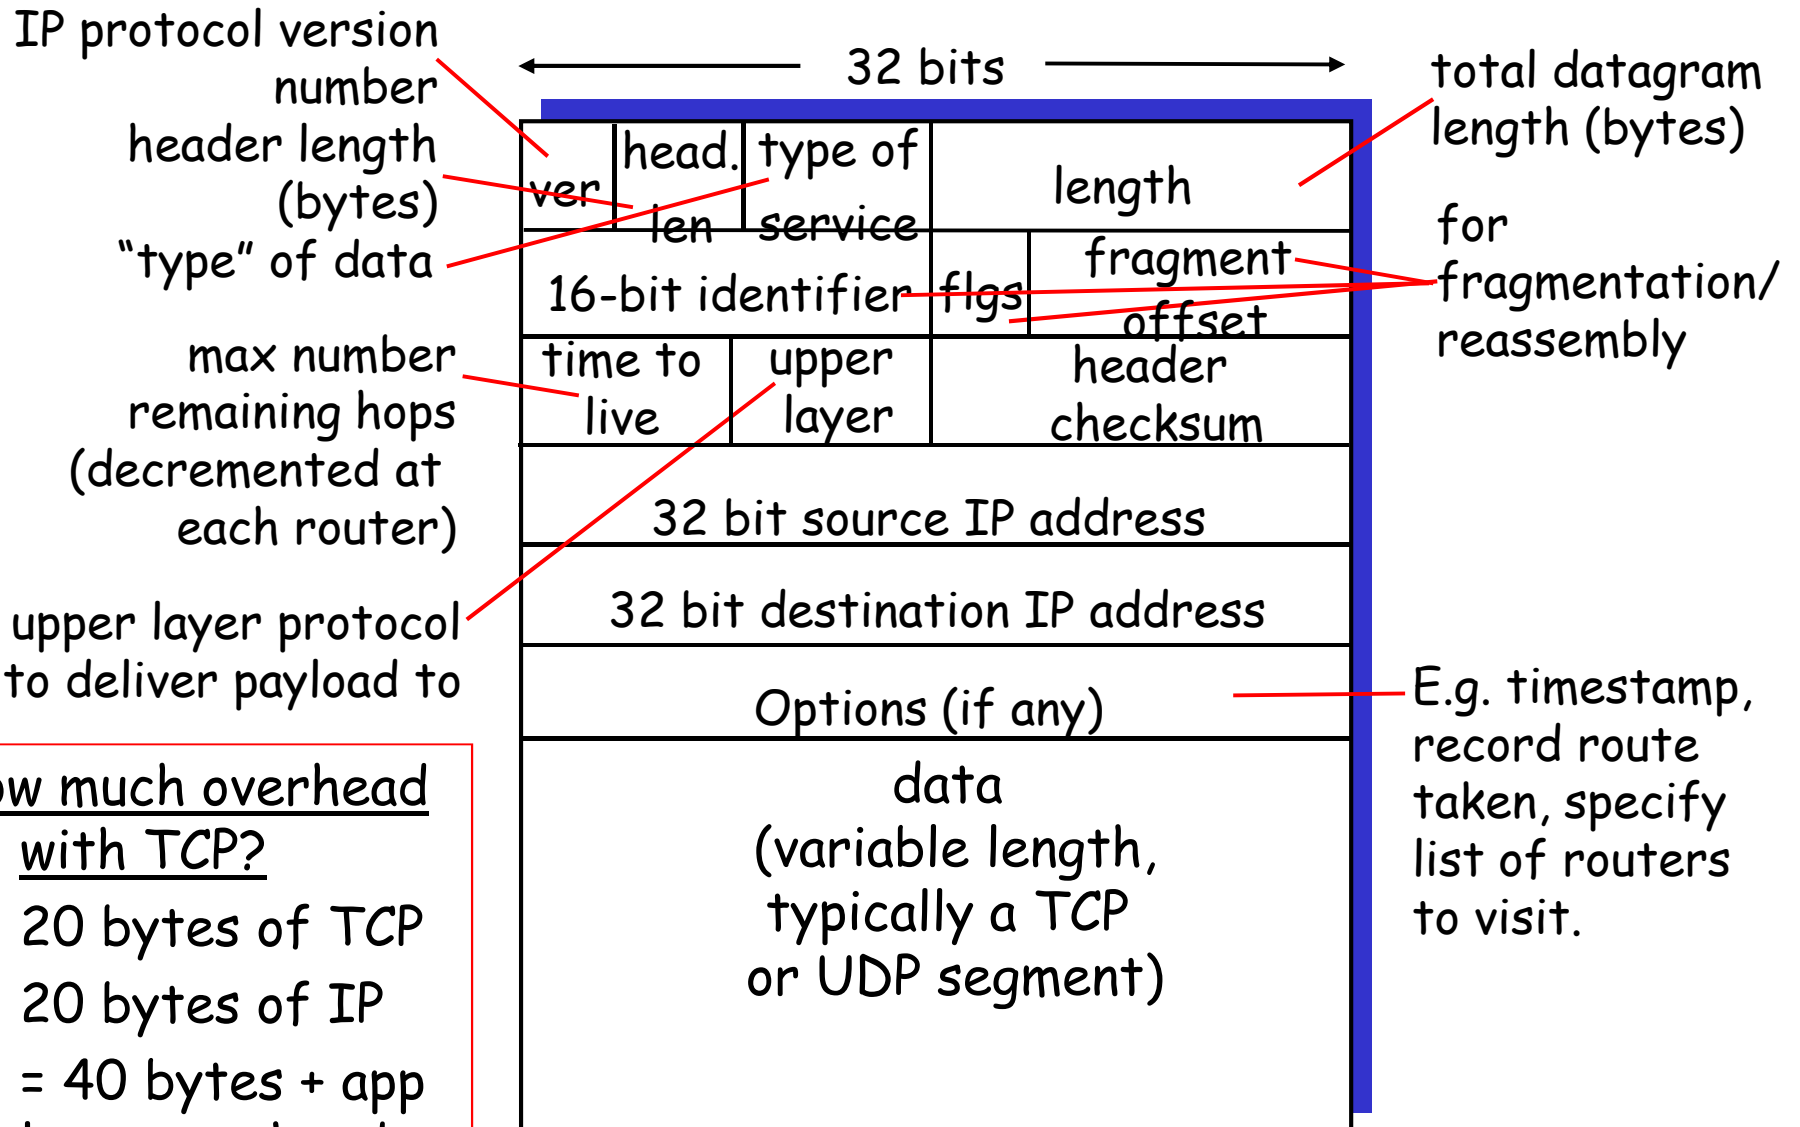 IP protocol version
number
header length
(bytes)
“type” of data
max number
remaining hops
(decremented at
each router)
upper layer protocol
to deliver payload to
much overhead
with TCP?
20 bytes of TCP
20 bytes of IP
= 40 bytes + app
32 bits
ver
head.
len
type of
service
length
16-bit identifier
flgs
fragment
offset
time to
live
upper
layer
header
checksum
32 bit source IP address
32 bit destination IP address
Options (if any)
data
(variable length,
typically a TCP
or UDP segment)
total datagram
length (bytes)
for
fragmentation/
reassembly
E.g. timestamp,
record route
taken, specify
list of routers
to visit.